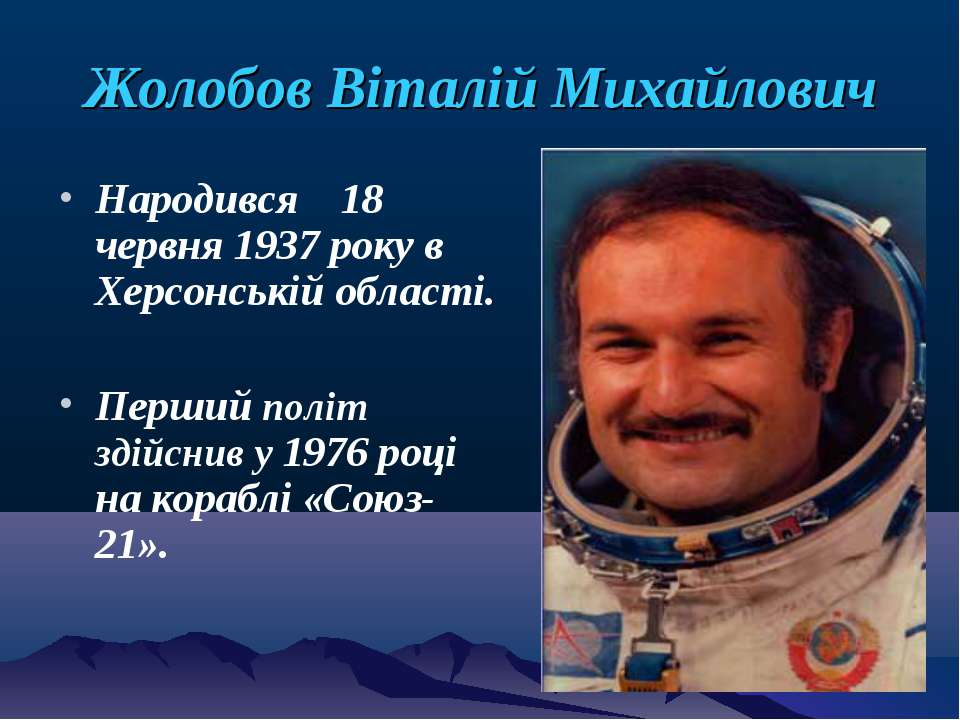 Жолобов Віталій Михайлович
• Народився 18
червня 1937 року в
Херсонській області.
• Перший політ
здійснив у 1976 році
на кораблі «Союз-
21».